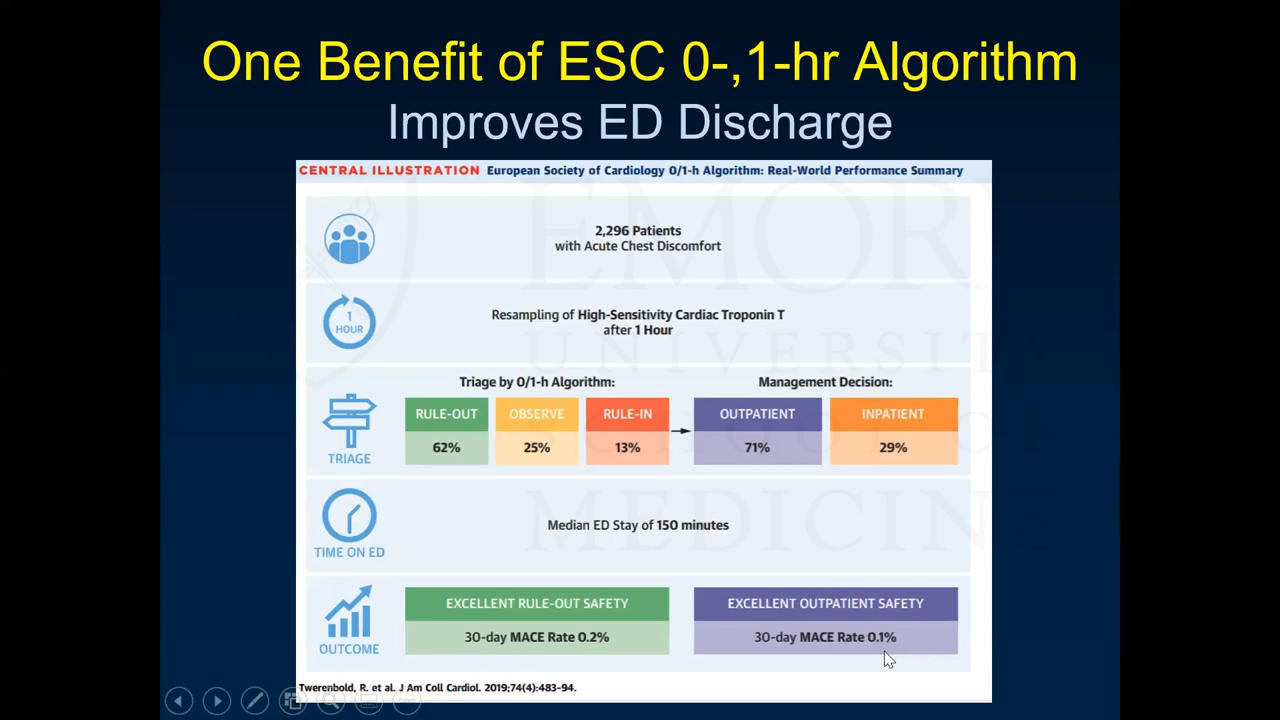 One Benefit of ESC 0-,1-hr Algorithm
Improves ED Discharge
CENTRAL ILLUSTRATION European Society of Cardiology 0/1-h Algorithm: Real-World Performance Summary
2,296 Patients
with Acute Chest Discomfort
1
HOUR
Resampling of High-Sensitivity Cardiac Troponin T
after 1 Hour
Triage by 0/1-h Algorithm:
Management Decision:
RULE-OUT OBSERVE RULE-IN OUTPATIENT INPATIENT
62% 25% 13% 71% 29%
TRIAGE
Median ED Stay of 150 minutes
TIME ON ED
EXCELLENT RULE-OUT SAFETY EXCELLENT OUTPATIENT SAFETY
30-day MACE Rate 0.2% 30-day MACE Rate 0.1%
OUTCOME
Twerenbold, R. et al. J Am Coll Cardiol. 2019;74(4):483-94.
EMORY
UNIVERSITY
SCHOOL OF
MEDICINE